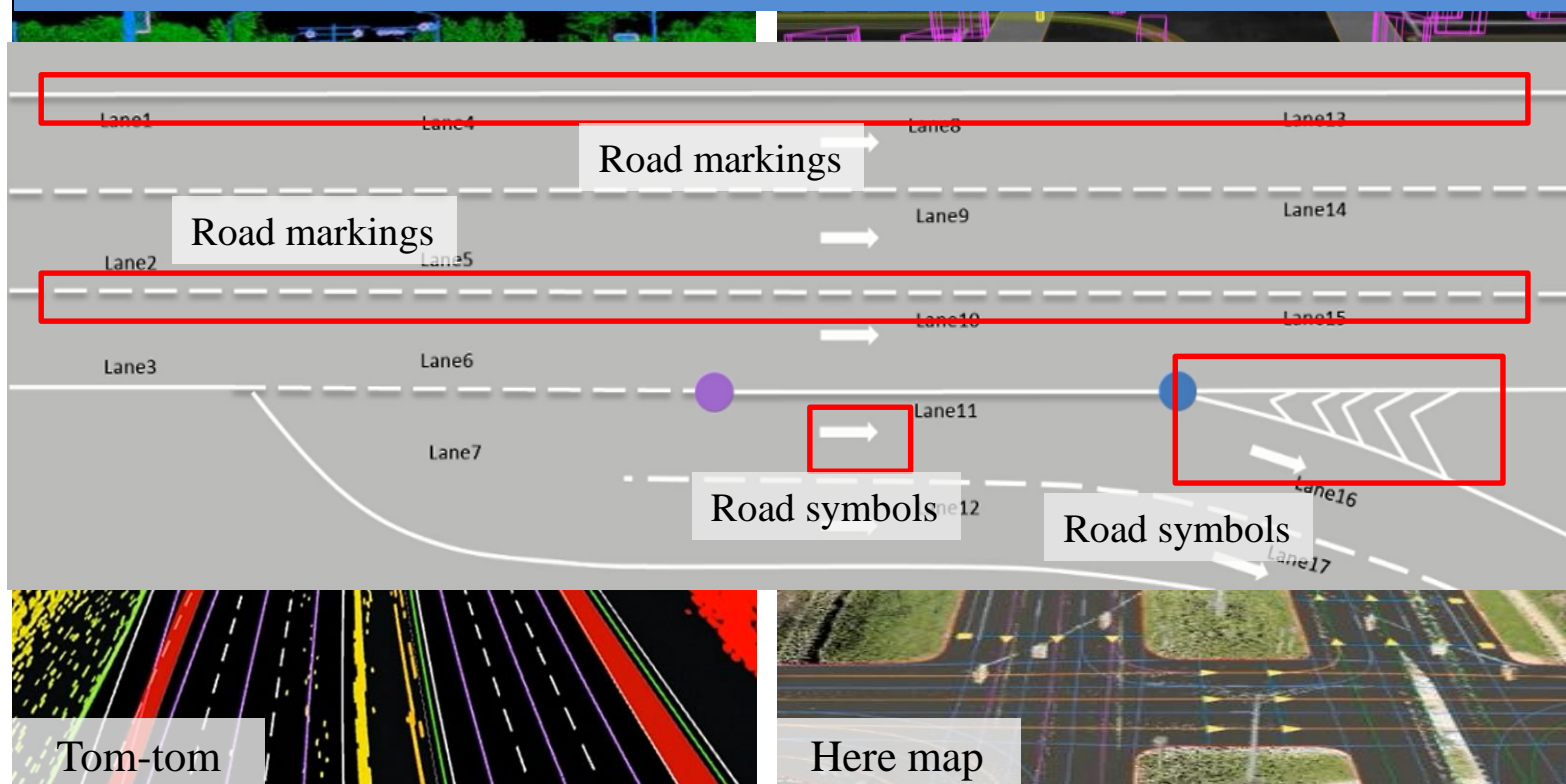 Lane1
Lane4
Lane8
Lane13
Road markings
Lane9
Lane14
Road markings
Lane2
Lane5
Lane10
Lane15
Lane3
Lane6
Lane11
Lane7
Lane16
Road symbols
ne12
Road symbols
Lane17
Tom-tom
Here map